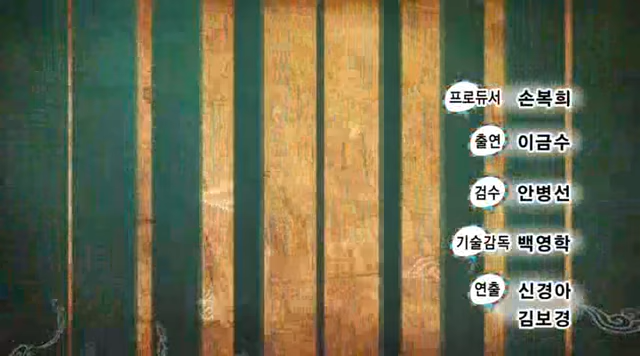 프로듀서 손복희
출연 이금수
검수 안병선
기술감독 백영학
연출 신경아
김보경